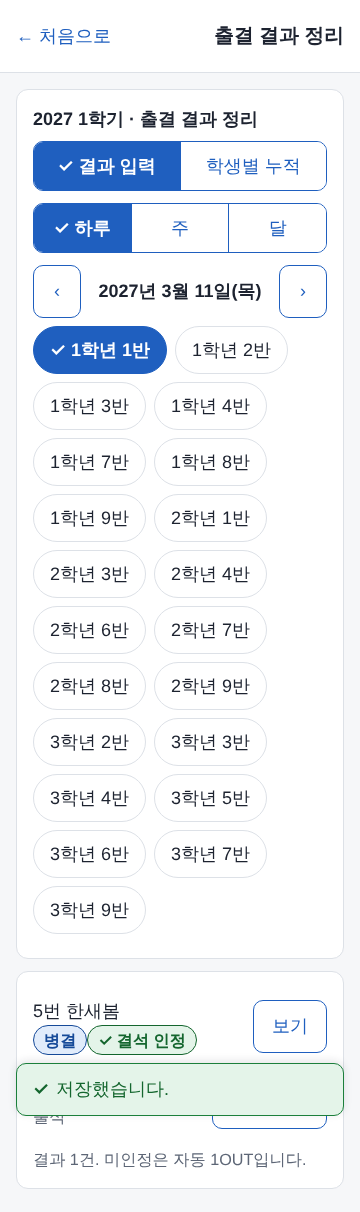 ← 처음으로
출결 결과 정리
2027 1학기 · 출결 결과 정리
✓ 결과 입력
학생별 누적
✓ 하루
주
달
‹
2027년 3월 11일(목)
›
✓ 1학년 1반
1학년 2반
1학년 3반
1학년 4반
1학년 7반
1학년 8반
1학년 9반
2학년 1반
2학년 3반
2학년 4반
2학년 6반
2학년 7반
2학년 8반
2학년 9반
3학년 2반
3학년 3반
3학년 4반
3학년 5반
3학년 6반
3학년 7반
3학년 9반
5번 한새봄
병결
✓ 결석 인정
보기
✓ 저장했습니다.
결과 1건. 미인정은 자동 1OUT입니다.